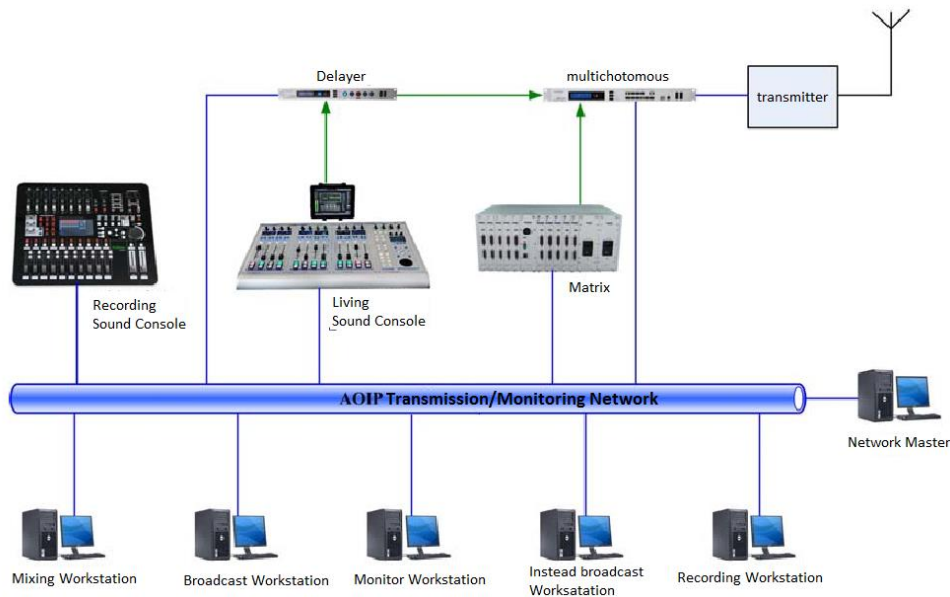 Delayer
multichotomous
transmitter
Recording
Sound Console
Living
Sound Console
Matrix
AOIP Transmission/Monitoring Network
Network Master
Mixing Workstation
Broadcast Workstation
Monitor Workstation
Instead broadcast
Worksatation
Recording Workstation